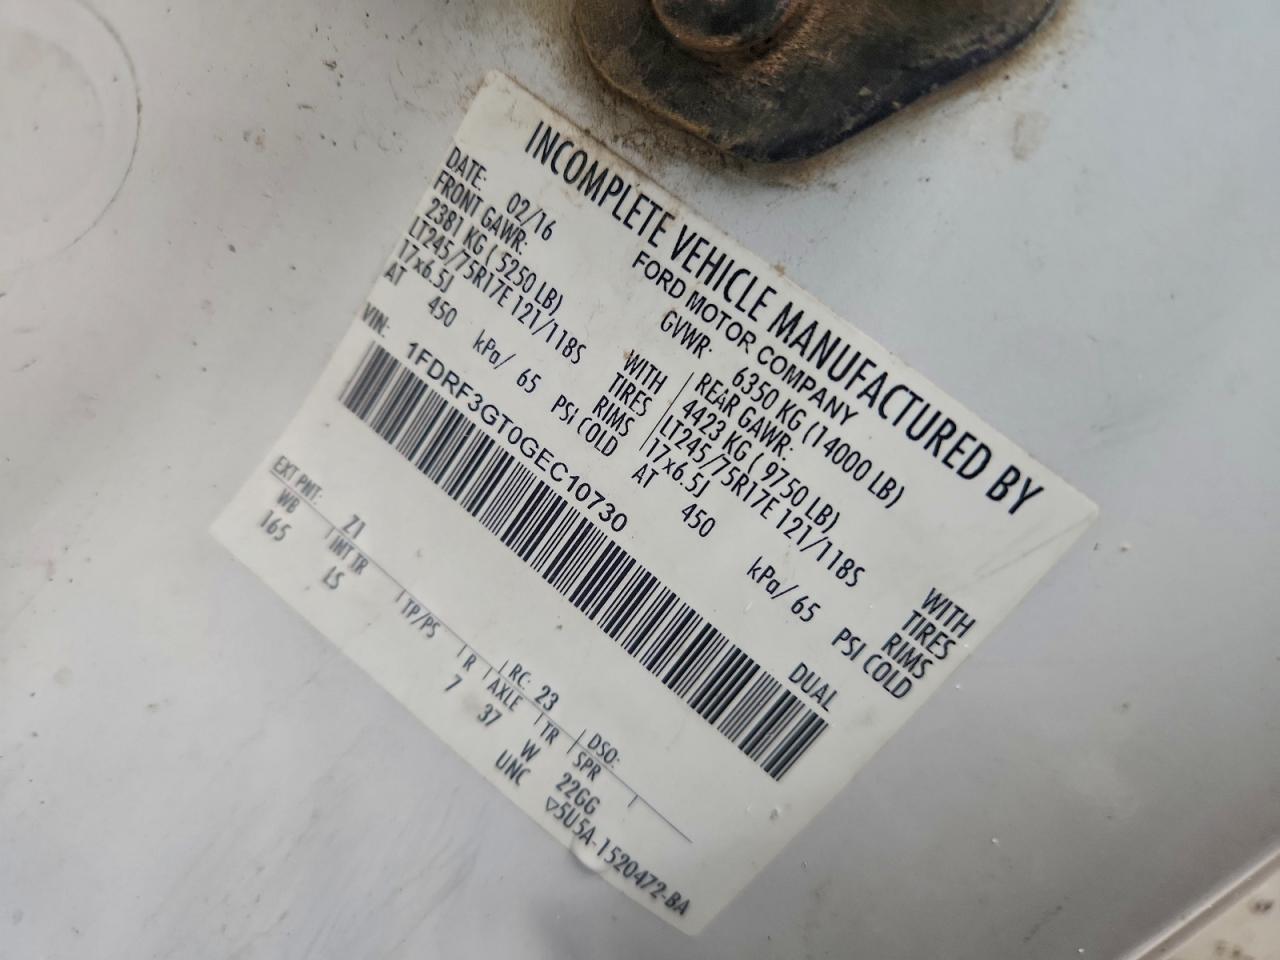 INCOMPLETE VEHICLE MANUFACTURED BY
FORD MOTOR COMPANY
DATE: 02/16 GVWR: 6350 KG (14000 LB)
FRONT GAWR: REAR GAWR:
2381 KG ( 5250 LB) WITH 4423 KG ( 9750 LB) WITH
LT245/75R17E 121/118S TIRES LT245/75R17E 121/118S TIRES
17x6.5J RIMS 17x6.5J RIMS
AT 450 kPa/ 65 PSI COLD AT 450 kPa/ 65 PSI COLD
VIN: 1FDRF3GT0GEC10730 DUAL
EXT PNT: Z1 RC: 23 DSO:
WB INT TR TP/PS R AXLE TR SPR
165 LS 7 37 W 22GG
UNC ▽5U5A-1520472-BA